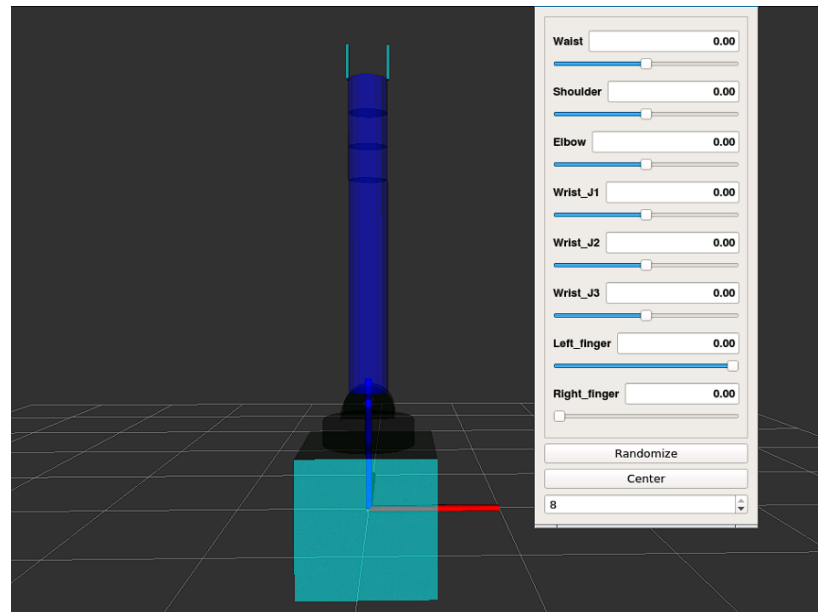 Waist 0.00
Shoulder 0.00
Elbow 0.00
Wrist_J1 0.00
Wrist_J2 0.00
Wrist_J3 0.00
Left_finger 0.00
Right_finger 0.00
Randomize
Center
8